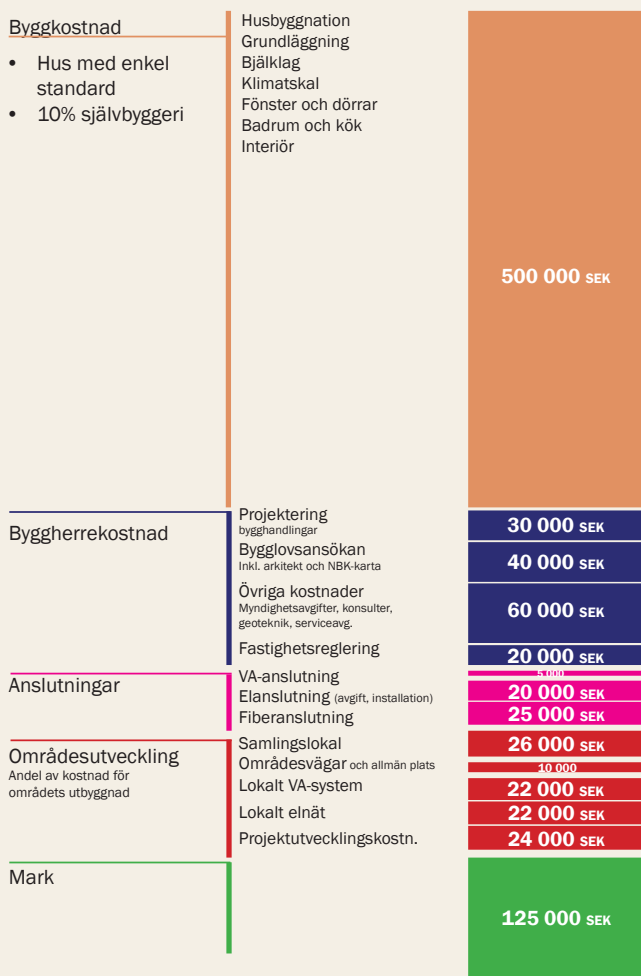 Byggkostnad
• Hus med enkel
standard
• 10% självbyggeri
Husbyggnation
Grundläggning
Bjälklag
Klimatskal
Fönster och dörrar
Badrum och kök
Interiör
500 000 SEK
Byggherrekostnad
Projektering
bygghandlingar
30 000 SEK
Bygglovsansökan
Inkl. arkitekt och NBK-karta
40 000 SEK
Övriga kostnader
Myndighetsavgifter, konsulter,
geoteknik, serviceavg.
60 000 SEK
Fastighetsreglering
20 000 SEK
Anslutningar
VA-anslutning
5 000
Elanslutning (avgift, installation)
20 000 SEK
Fiberanslutning
25 000 SEK
Områdesutveckling
Andel av kostnad för
områdets utbyggnad
Samlingslokal
26 000 SEK
Områdesvägar och allmän plats
10 000
Lokalt VA-system
22 000 SEK
Lokalt elnät
22 000 SEK
Projektutvecklingskostn.
24 000 SEK
Mark
125 000 SEK